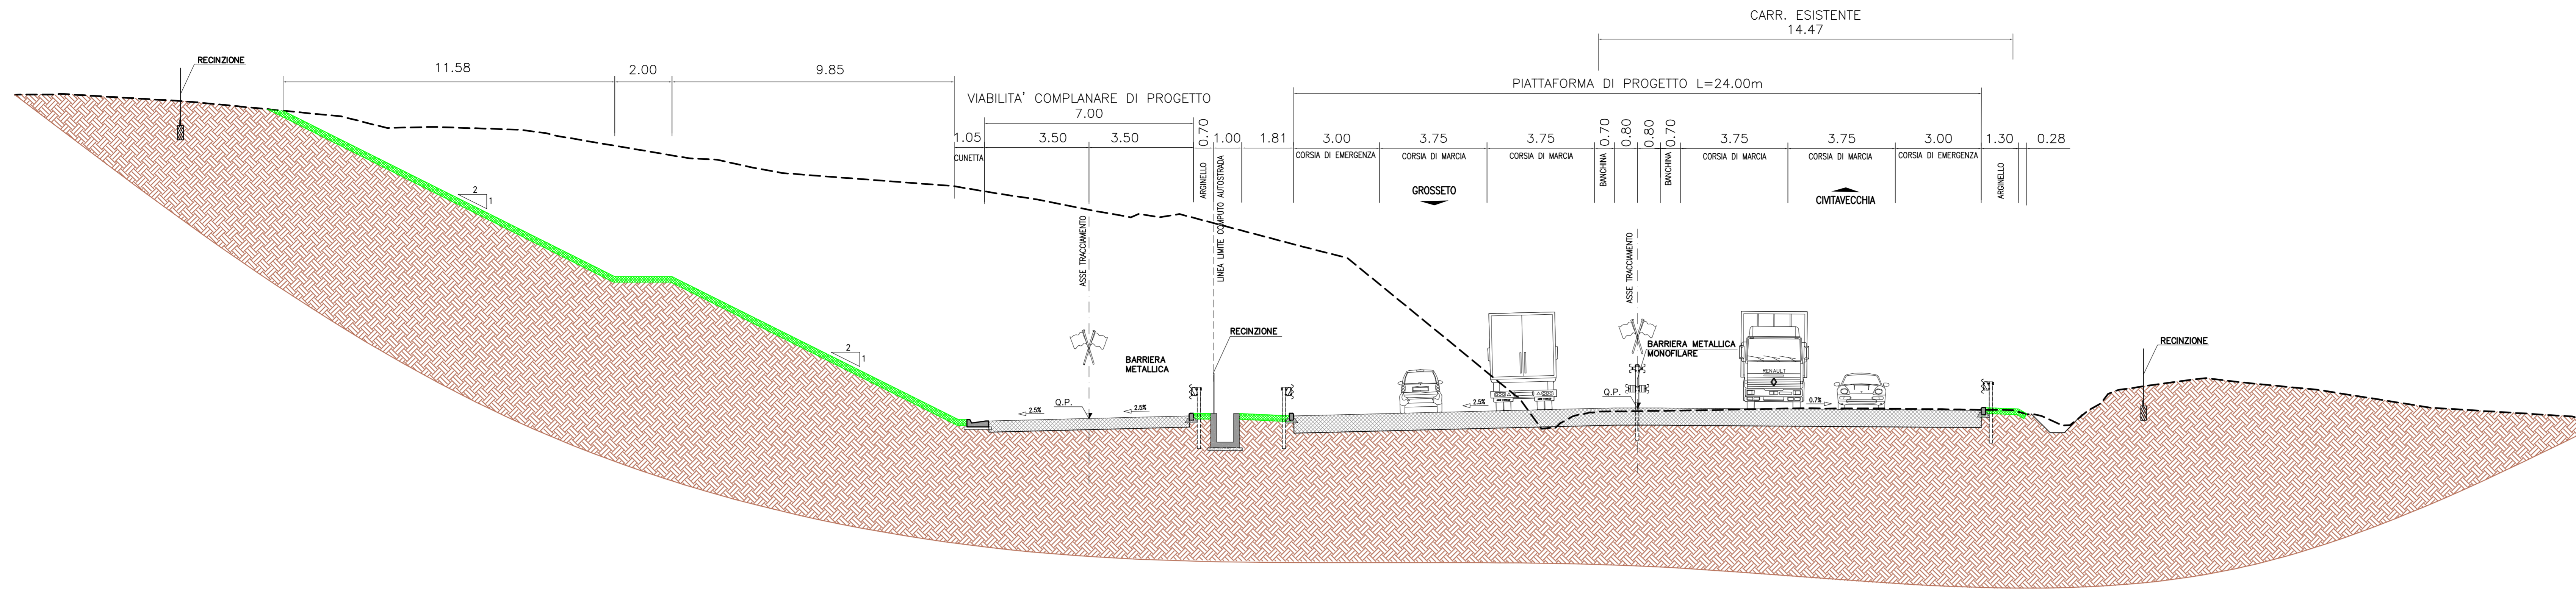 CARR. ESISTENTE
14.47
RECINZIONE
11.58
2.00
9.85
PIATTAFORMA DI PROGETTO L=24.00m
VIABILITA' COMPLANARE DI PROGETTO
7.00
1.05
3.50
3.50
0.70
1.00
1.81
3.00
3.75
3.75
0.70
0.80
0.80
0.70
3.75
3.75
3.00
1.30
0.28
CUNETTA
ARGINELLO
LINEA LIMITE COMPUTO AUTOSTRADA
CORSIA DI EMERGENZA
CORSIA DI MARCIA
CORSIA DI MARCIA
BANCHINA
BANCHINA
CORSIA DI MARCIA
CORSIA DI MARCIA
CORSIA DI EMERGENZA
ARGINELLO
GROSSETO
CIVITAVECCHIA
2
1
ASSE TRACCIAMENTO
ASSE TRACCIAMENTO
2
1
BARRIERA
METALLICA
RECINZIONE
BARRIERA METALLICA
MONOFILARE
RECINZIONE
RENAULT
Q.P.
2.5%
2.5%
2.5%
Q.P.
0.7%